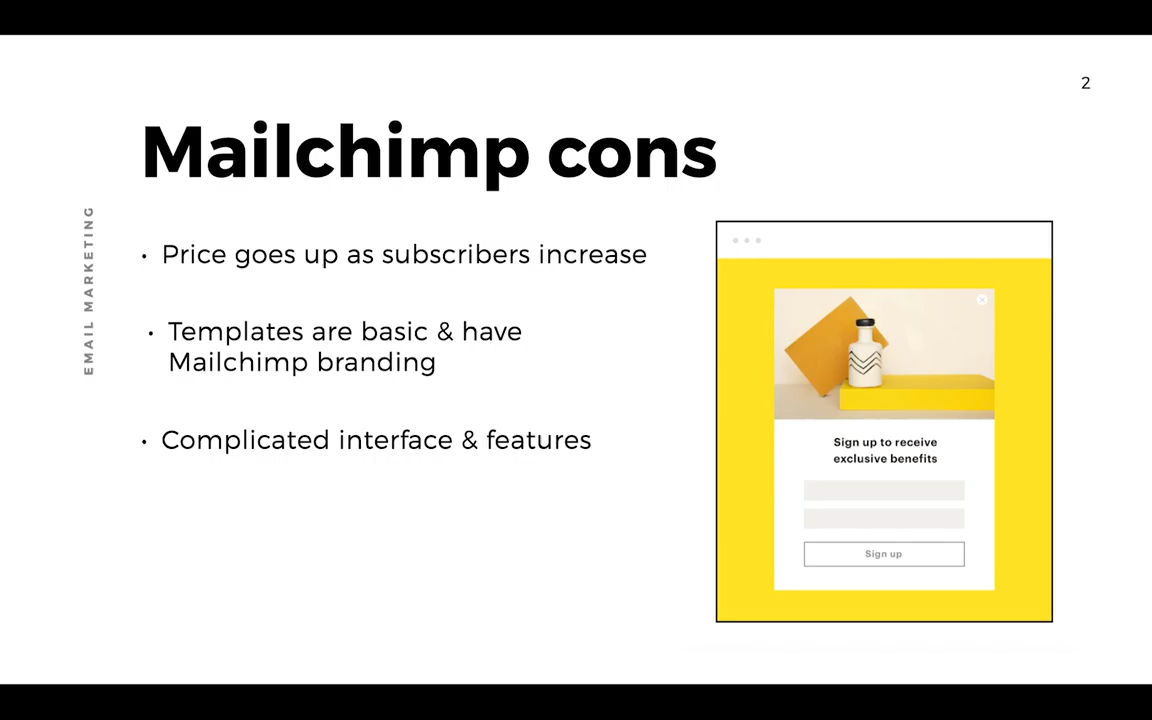 2
Mailchimp cons
EMAIL MARKETING
• Price goes up as subscribers increase
• Templates are basic & have
Mailchimp branding
• Complicated interface & features
Sign up to receive
exclusive benefits
Sign up